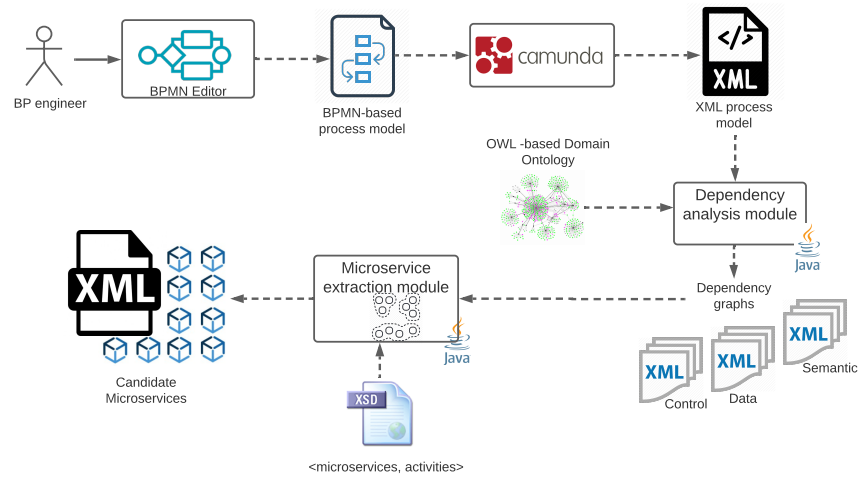 BP engineer
BPMN Editor
BPMN-based
process model
camunda
</>
XML
XML process
model
OWL -based Domain
Ontology
Dependency
analysis module
Java
Dependency
graphs
XML
Control
XML
Data
XML
Semantic
Microservice
extraction module
Java
XSD
<microservices, activities>
XML
Candidate
Microservices